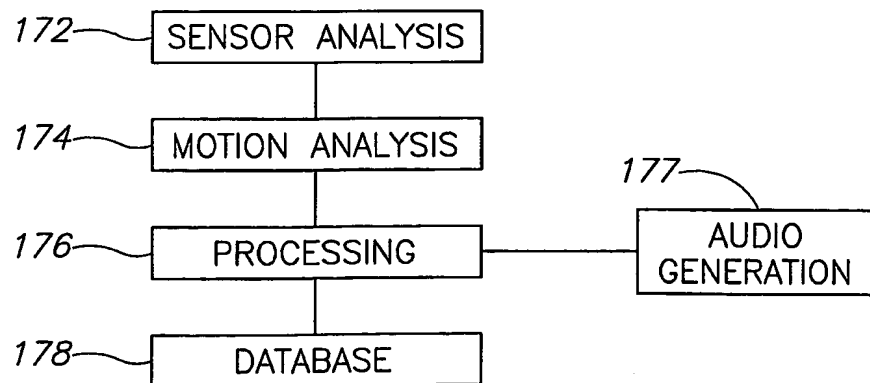 172
SENSOR ANALYSIS
174
MOTION ANALYSIS
177
176
PROCESSING
AUDIO
GENERATION
178
DATABASE